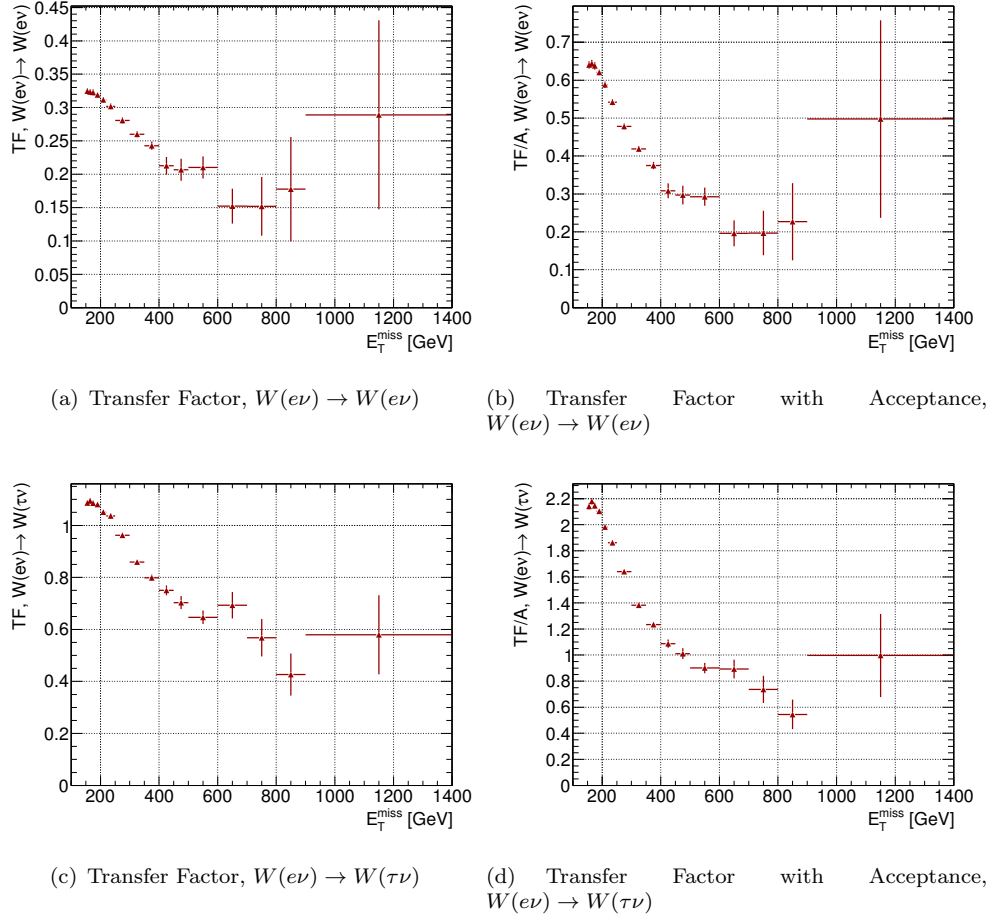 0.45
0.4
0.35
0.3
0.25
0.2
0.15
0.1
0.05
0
TF, W(eν)→ W(eν)
200 400 600 800 1000 1200 1400
E_T^miss [GeV]
0.7
0.6
0.5
0.4
0.3
0.2
0.1
0
TF/A, W(eν)→ W(eν)
200 400 600 800 1000 1200 1400
E_T^miss [GeV]
(a) Transfer Factor, W(eν) → W(eν)
(b) Transfer Factor with Acceptance,
W(eν) → W(eν)
1
0.8
0.6
0.4
0.2
0
TF, W(eν)→ W(τν)
200 400 600 800 1000 1200 1400
E_T^miss [GeV]
2.2
2
1.8
1.6
1.4
1.2
1
0.8
0.6
0.4
0.2
0
TF/A, W(eν)→ W(τν)
200 400 600 800 1000 1200 1400
E_T^miss [GeV]
(c) Transfer Factor, W(eν) → W(τν)
(d) Transfer Factor with Acceptance,
W(eν) → W(τν)